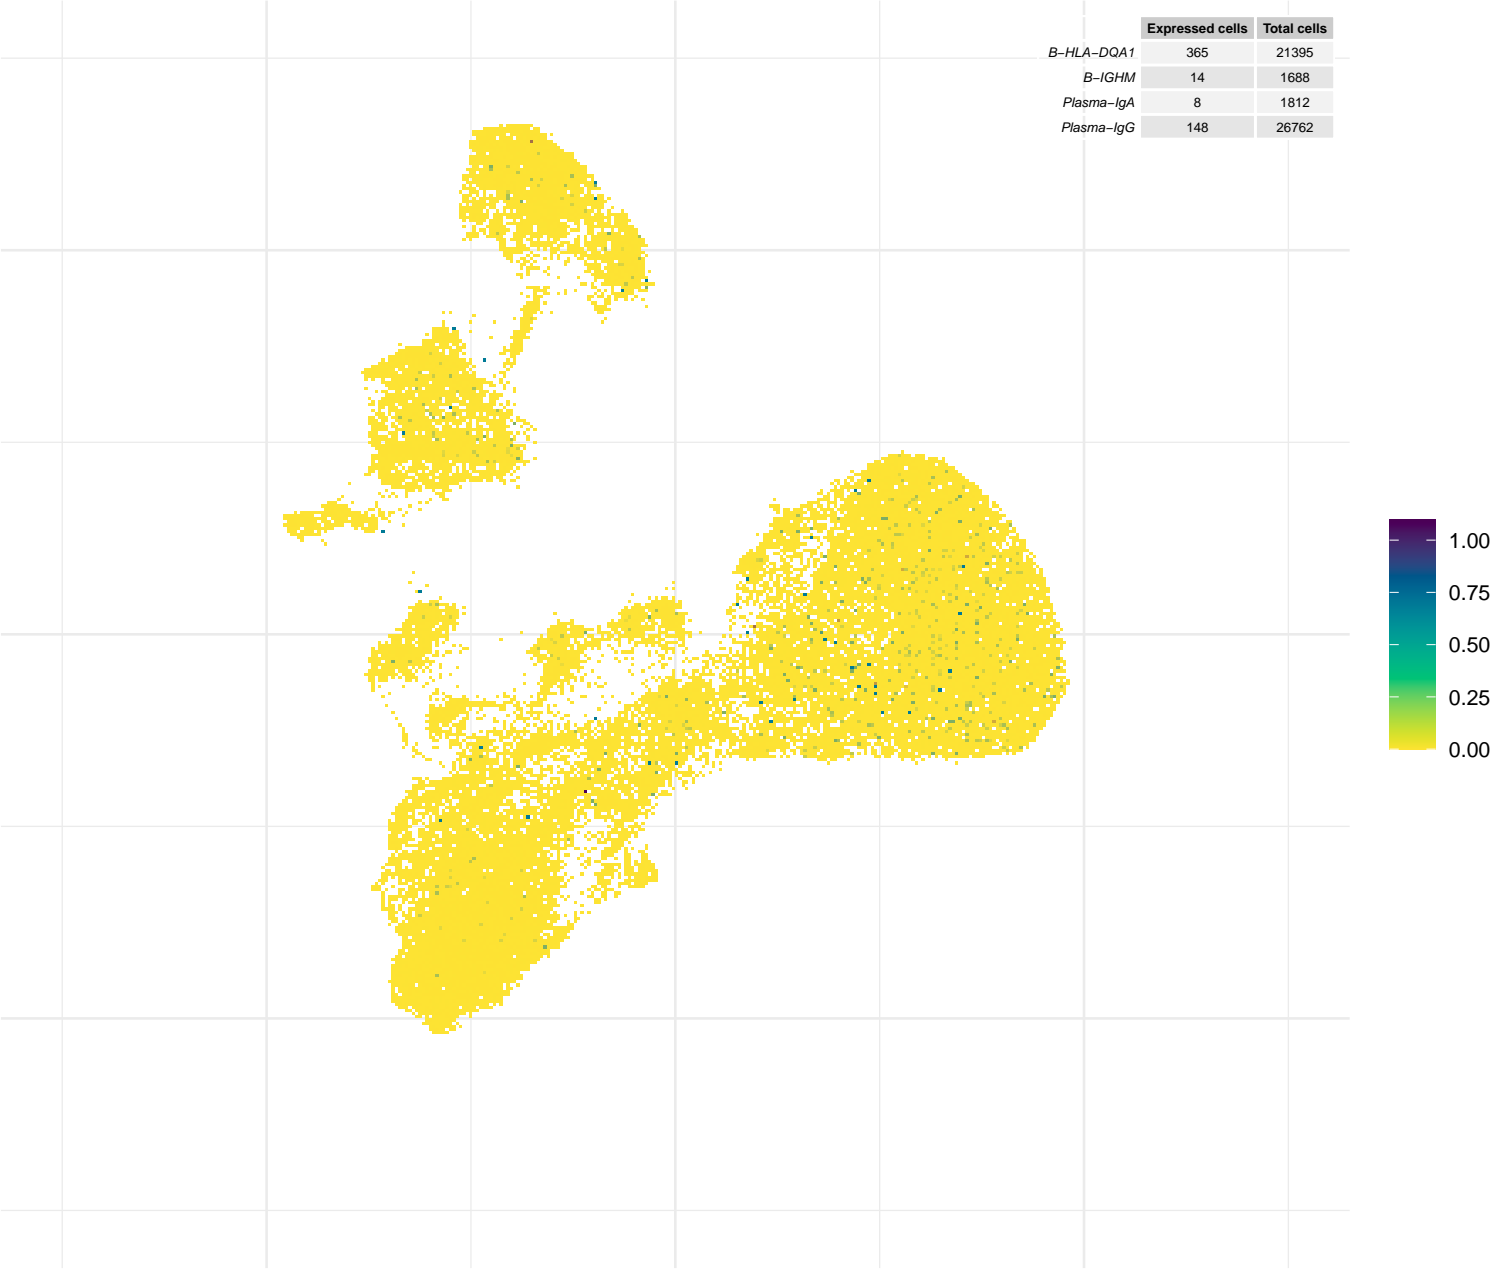 Expressed cells Total cells
B−HLA−DQA1 365 21395
B−IGHM 14 1688
Plasma−IgA 8 1812
Plasma−IgG 148 26762
1.00
0.75
0.50
0.25
0.00